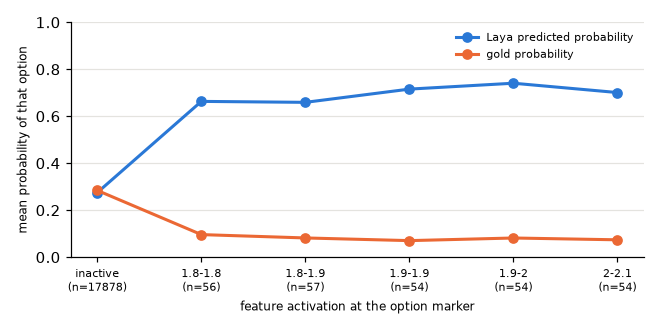 1.0
0.8
0.6
0.4
0.2
0.0
mean probability of that option
Laya predicted probability
gold probability
inactive (n=17878)
1.8-1.8 (n=56)
1.8-1.9 (n=57)
1.9-1.9 (n=54)
1.9-2 (n=54)
2-2.1 (n=54)
feature activation at the option marker